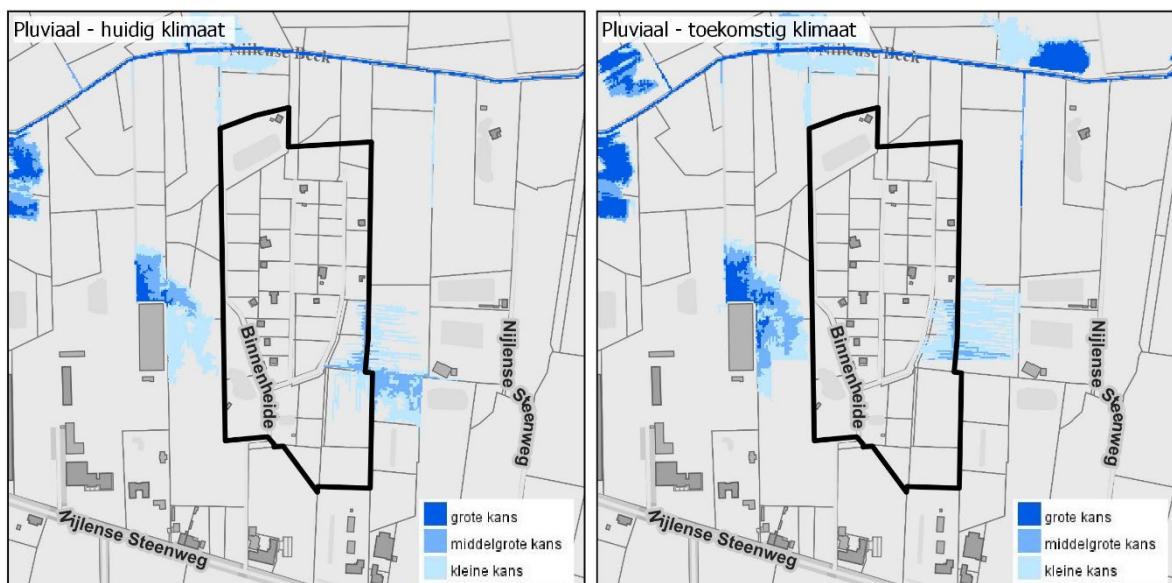 Pluviaal - huidig klimaat
Nijlense Beek
Binnenheide
Nijlense Steenweg
Nijlense Steenweg
grote kans
middelgrote kans
kleine kans
Pluviaal - toekomstig klimaat
Nijlense Beek
Binnenheide
Nijlense Steenweg
Nijlense Steenweg
grote kans
middelgrote kans
kleine kans